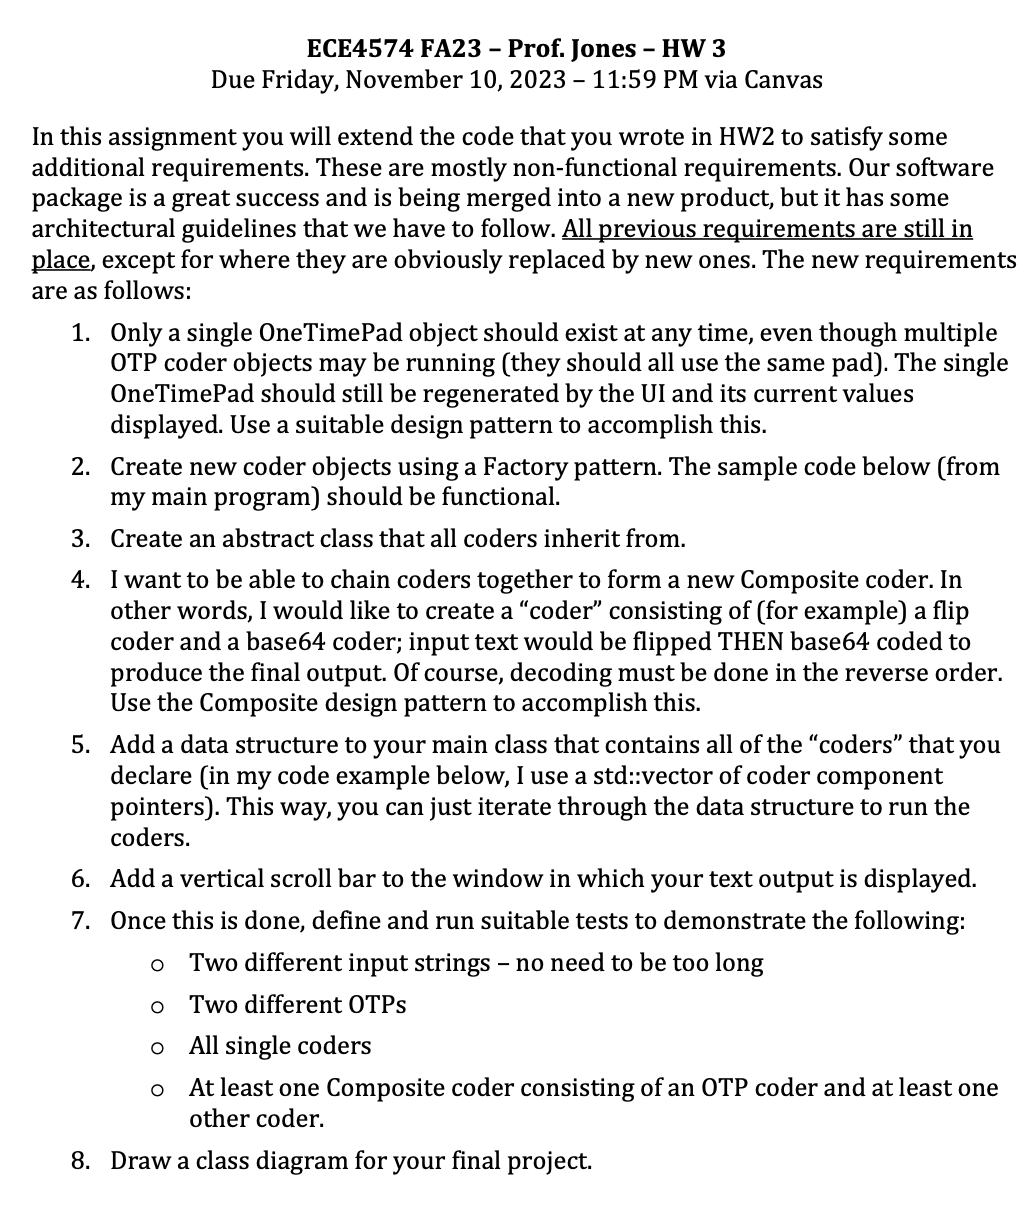 ECE4574 FA23 – Prof. Jones – HW 3
Due Friday, November 10, 2023 – 11:59 PM via Canvas
In this assignment you will extend the code that you wrote in HW2 to satisfy some
additional requirements. These are mostly non-functional requirements. Our software
package is a great success and is being merged into a new product, but it has some
architectural guidelines that we have to follow. All previous requirements are still in
place, except for where they are obviously replaced by new ones. The new requirements
are as follows:
1. Only a single OneTimePad object should exist at any time, even though multiple
OTP coder objects may be running (they should all use the same pad). The single
OneTimePad should still be regenerated by the UI and its current values
displayed. Use a suitable design pattern to accomplish this.
2. Create new coder objects using a Factory pattern. The sample code below (from
my main program) should be functional.
3. Create an abstract class that all coders inherit from.
4. I want to be able to chain coders together to form a new Composite coder. In
other words, I would like to create a “coder” consisting of (for example) a flip
coder and a base64 coder; input text would be flipped THEN base64 coded to
produce the final output. Of course, decoding must be done in the reverse order.
Use the Composite design pattern to accomplish this.
5. Add a data structure to your main class that contains all of the “coders” that you
declare (in my code example below, I use a std::vector of coder component
pointers). This way, you can just iterate through the data structure to run the
coders.
6. Add a vertical scroll bar to the window in which your text output is displayed.
7. Once this is done, define and run suitable tests to demonstrate the following:
o Two different input strings – no need to be too long
o Two different OTPs
o All single coders
o At least one Composite coder consisting of an OTP coder and at least one
other coder.
8. Draw a class diagram for your final project.